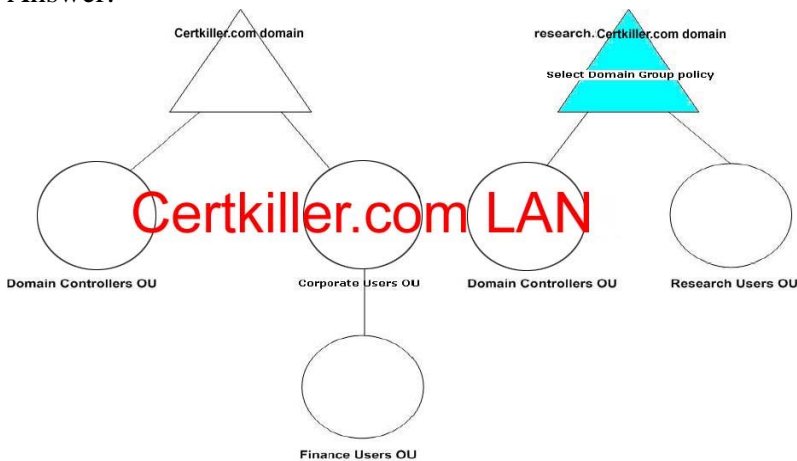 Answer:
Certkiller.com domain
research.Certkiller.com domain
Select Domain Group policy
Certkiller.com LAN
Domain Controllers OU
Corporate Users OU
Domain Controllers OU
Research Users OU
Finance Users OU